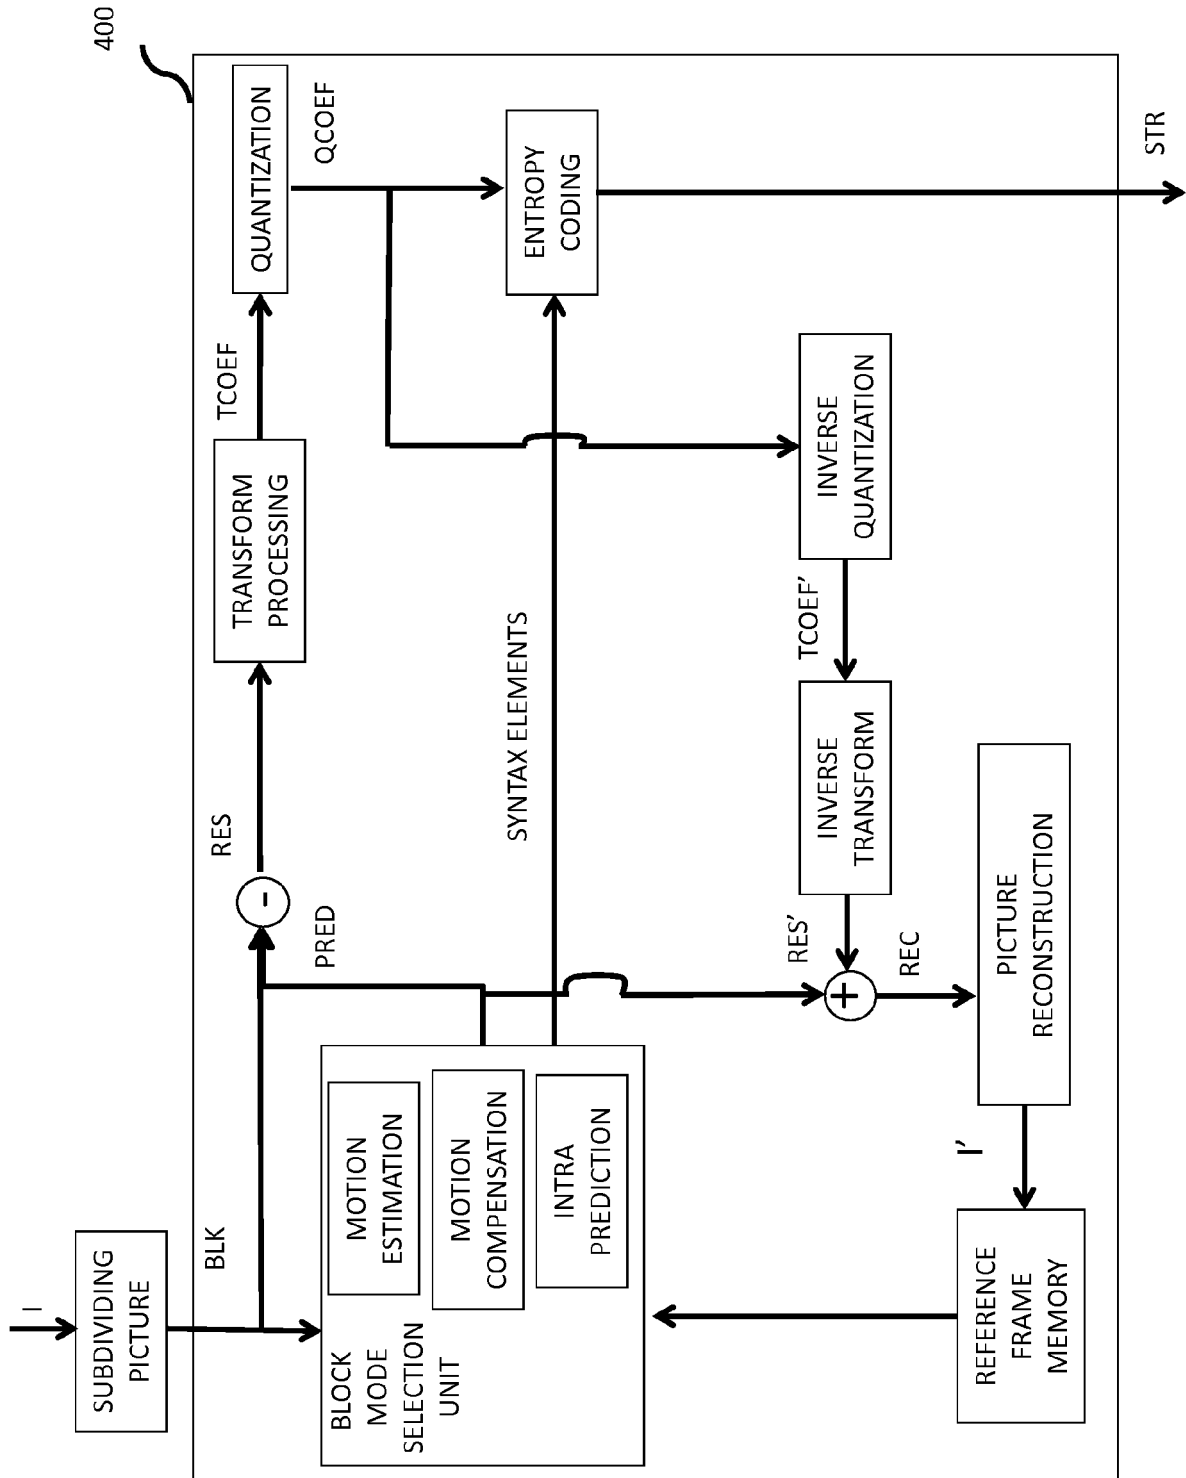 I
SUBDIVIDING
PICTURE
BLK
RES
PRED
TRANSFORM
PROCESSING
TCOEF
QUANTIZATION
400
QCOEF
BLOCK
MODE
SELECTION
UNIT
MOTION
ESTIMATION
MOTION
COMPENSATION
INTRA
PREDICTION
SYNTAX ELEMENTS
ENTROPY
CODING
STR
-
RES'
+
REC
INVERSE
TRANSFORM
TCOEF'
INVERSE
QUANTIZATION
REFERENCE
FRAME
MEMORY
I'
PICTURE
RECONSTRUCTION